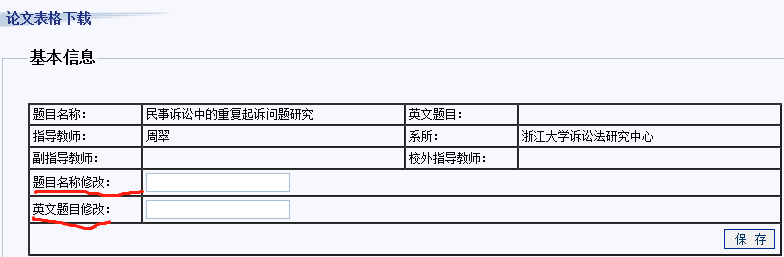 论文表格下载
基本信息
题目名称： 民事诉讼中的重复起诉问题研究 英文题目：
指导教师： 周翠 系所： 浙江大学诉讼法研究中心
副指导教师： 校外指导教师：
题目名称修改：
英文题目修改：
保 存